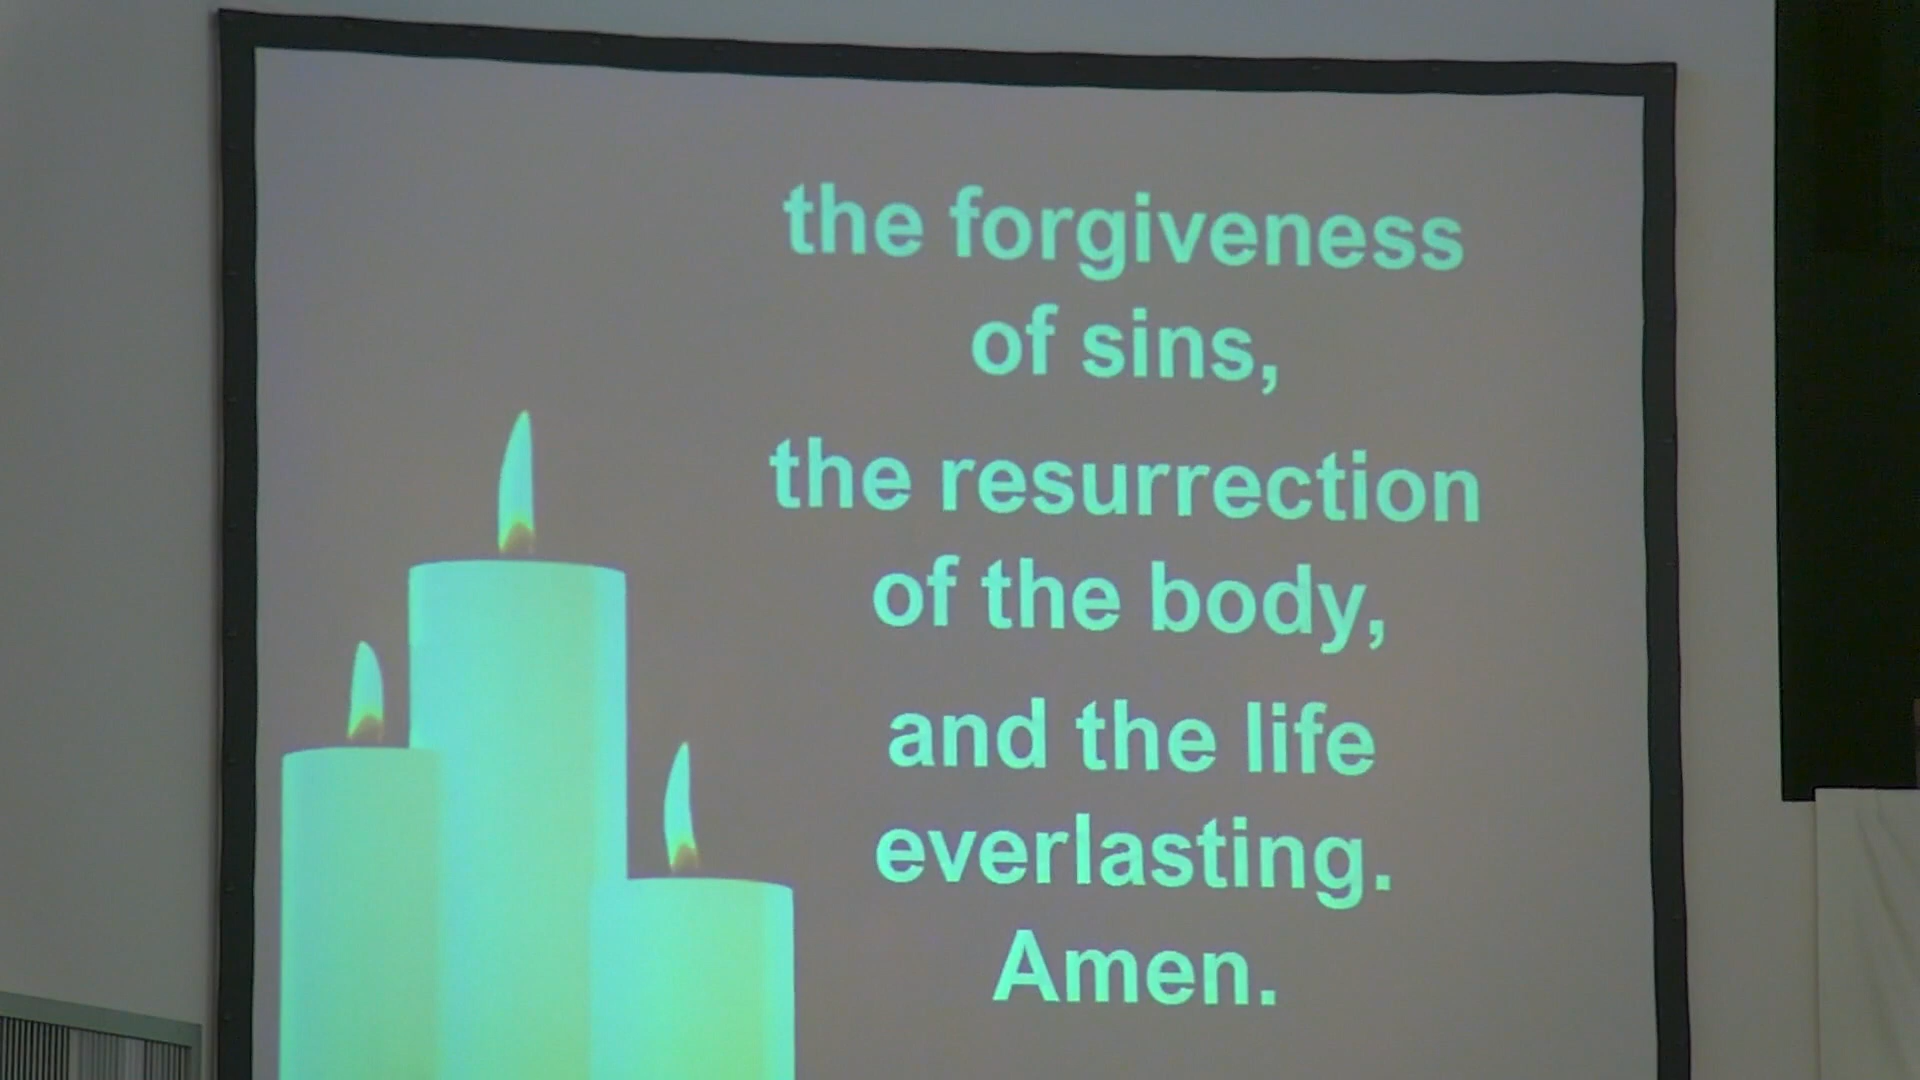 the forgiveness
of sins,
the resurrection
of the body,
and the life
everlasting.
Amen.